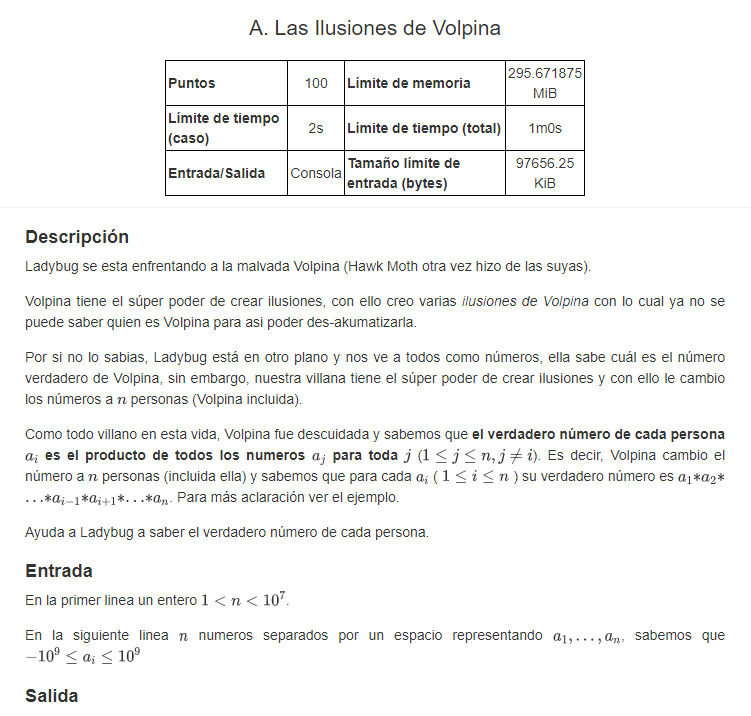 A. Las Ilusiones de Volpina
Puntos 100 Límite de memoria 295.671875 MiB
Límite de tiempo (caso) 2s Límite de tiempo (total) 1m0s
Entrada/Salida Consola Tamaño límite de entrada (bytes) 97656.25 KiB
Descripción
Ladybug se esta enfrentando a la malvada Volpina (Hawk Moth otra vez hizo de las suyas).
Volpina tiene el súper poder de crear ilusiones, con ello creo varias ilusiones de Volpina con lo cual ya no se
puede saber quien es Volpina para asi poder des-akumatizarla.
Por si no lo sabias, Ladybug está en otro plano y nos ve a todos como números, ella sabe cuál es el número
verdadero de Volpina, sin embargo, nuestra villana tiene el súper poder de crear ilusiones y con ello le cambio
los números a n personas (Volpina incluida).
Como todo villano en esta vida, Volpina fue descuidada y sabemos que el verdadero número de cada persona
a_i es el producto de todos los numeros a_j para toda j (1 ≤ j ≤ n, j ≠ i). Es decir, Volpina cambio el
número a n personas (incluida ella) y sabemos que para cada a_i ( 1 ≤ i ≤ n ) su verdadero número es a_1*a_2*
...*a_{i−1}*a_{i+1}*...*a_n. Para más aclaración ver el ejemplo.
Ayuda a Ladybug a saber el verdadero número de cada persona.
Entrada
En la primer linea un entero 1 < n < 10^7.
En la siguiente linea n numeros separados por un espacio representando a_1, ..., a_n, sabemos que
−10^9 ≤ a_i ≤ 10^9
Salida